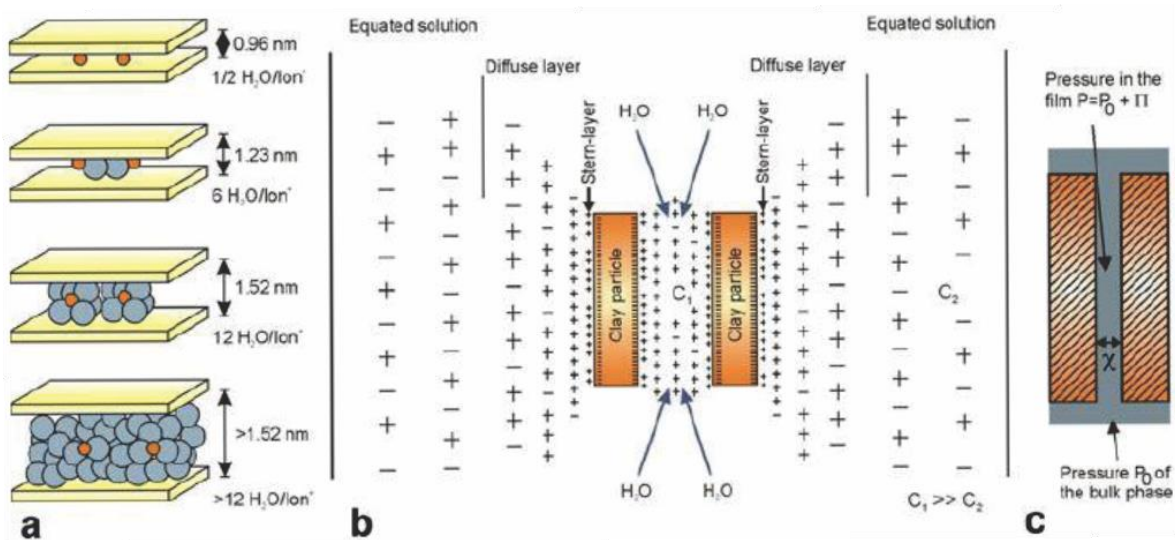 0.96 nm
1/2 H₂O/Ion⁺
1.23 nm
6 H₂O/Ion⁺
1.52 nm
12 H₂O/Ion⁺
>1.52 nm
>12 H₂O/Ion⁺
a
Equated solution
Equated solution
Diffuse layer
Diffuse layer
H₂O
H₂O
Stern-layer
Stern-layer
Clay particle
C₁
Clay particle
C₂
H₂O
H₂O
C₁ >> C₂
b
Pressure in the
film P=P₀ + Π
χ
Pressure P₀ of
the bulk phase
c